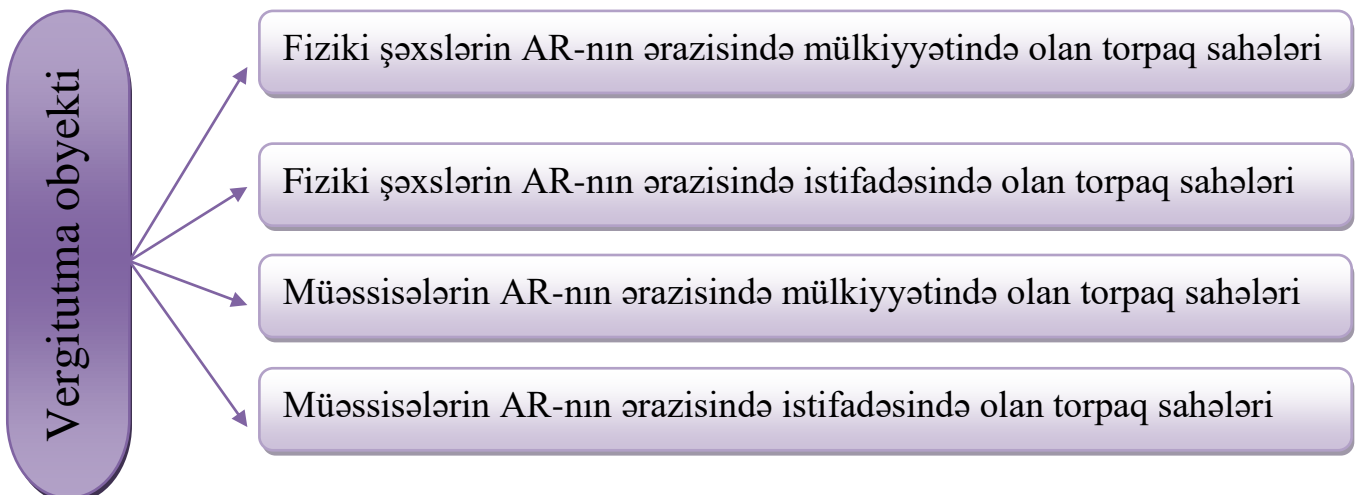 Vergitutma obyekti
Fiziki şəxslərin AR-nın ərazisində mülkiyyətində olan torpaq sahələri
Fiziki şəxslərin AR-nın ərazisində istifadəsində olan torpaq sahələri
Müəssisələrin AR-nın ərazisində mülkiyyətində olan torpaq sahələri
Müəssisələrin AR-nın ərazisində istifadəsində olan torpaq sahələri